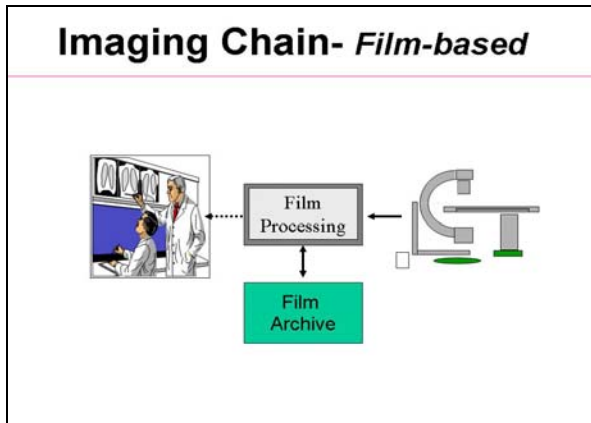 Imaging Chain- Film-based
Film
Processing
Film
Archive